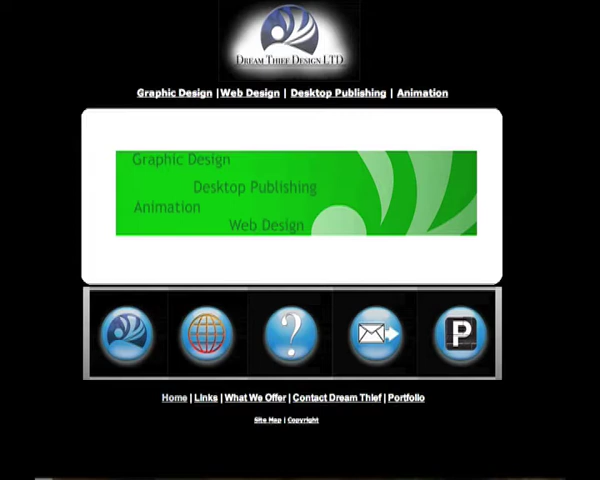 DREAM THIEF DESIGN LTD
Graphic Design | Web Design | Desktop Publishing | Animation
Graphic Design
Desktop Publishing
Animation
Web Design
?
P
Home | Links | What We Offer | Contact Dream Thief | Portfolio
Site Map | Copyright